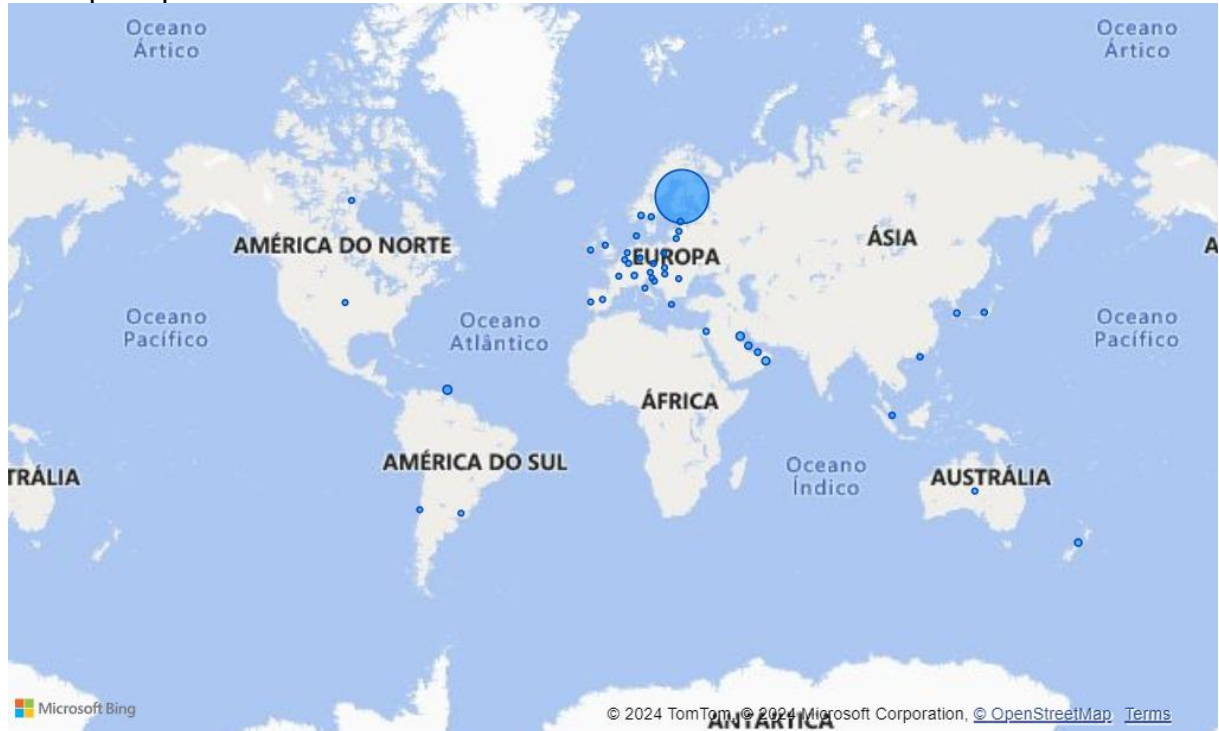 Oceano
Ártico
Oceano
Ártico
AMÉRICA DO NORTE
EUROPA
ÁSIA
A
Oceano
Pacífico
Oceano
Atlântico
Oceano
Pacífico
ÁFRICA
AMÉRICA DO SUL
Oceano
Índico
TRÁLIA
AUSTRÁLIA
Microsoft Bing
© 2024 TomTom, © 2024 Microsoft Corporation, © OpenStreetMap Terms
ANTÁRTICA